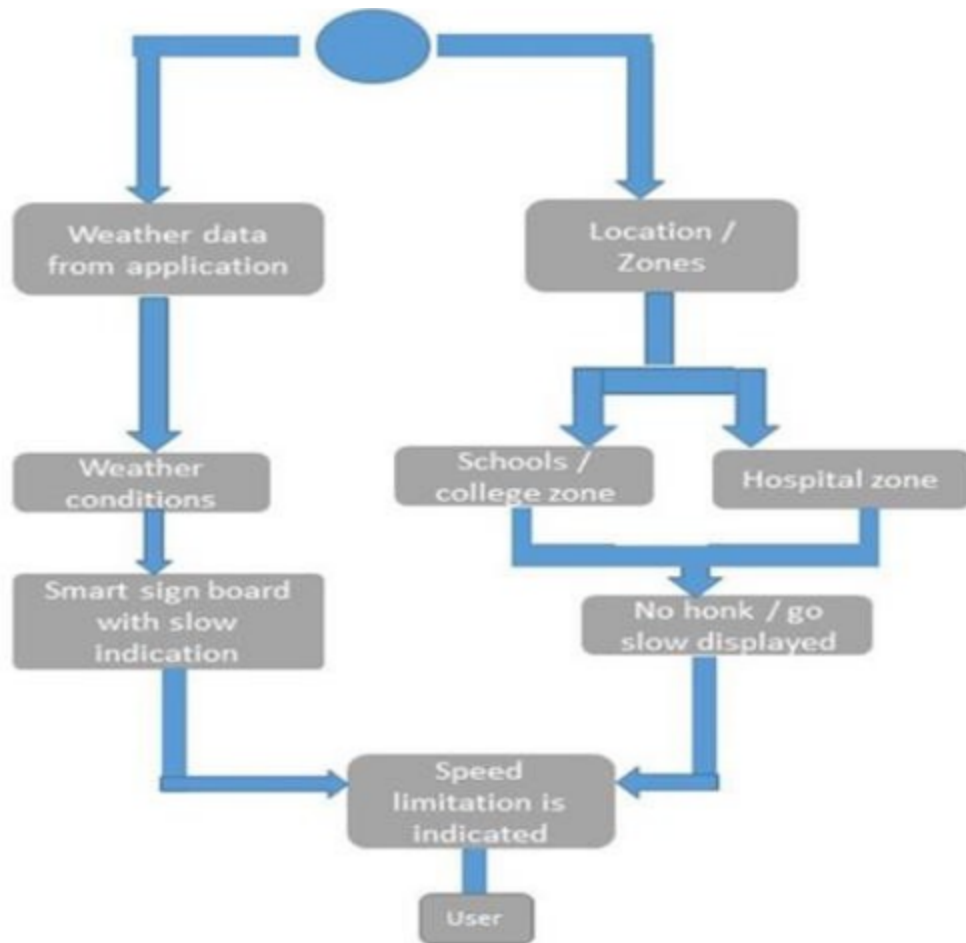 Weather data
from application
Location /
Zones
Weather
conditions
Schools /
college zone
Hospital zone
Smart sign board
with slow
indication
No honk / go
slow displayed
Speed
limitation is
indicated
User